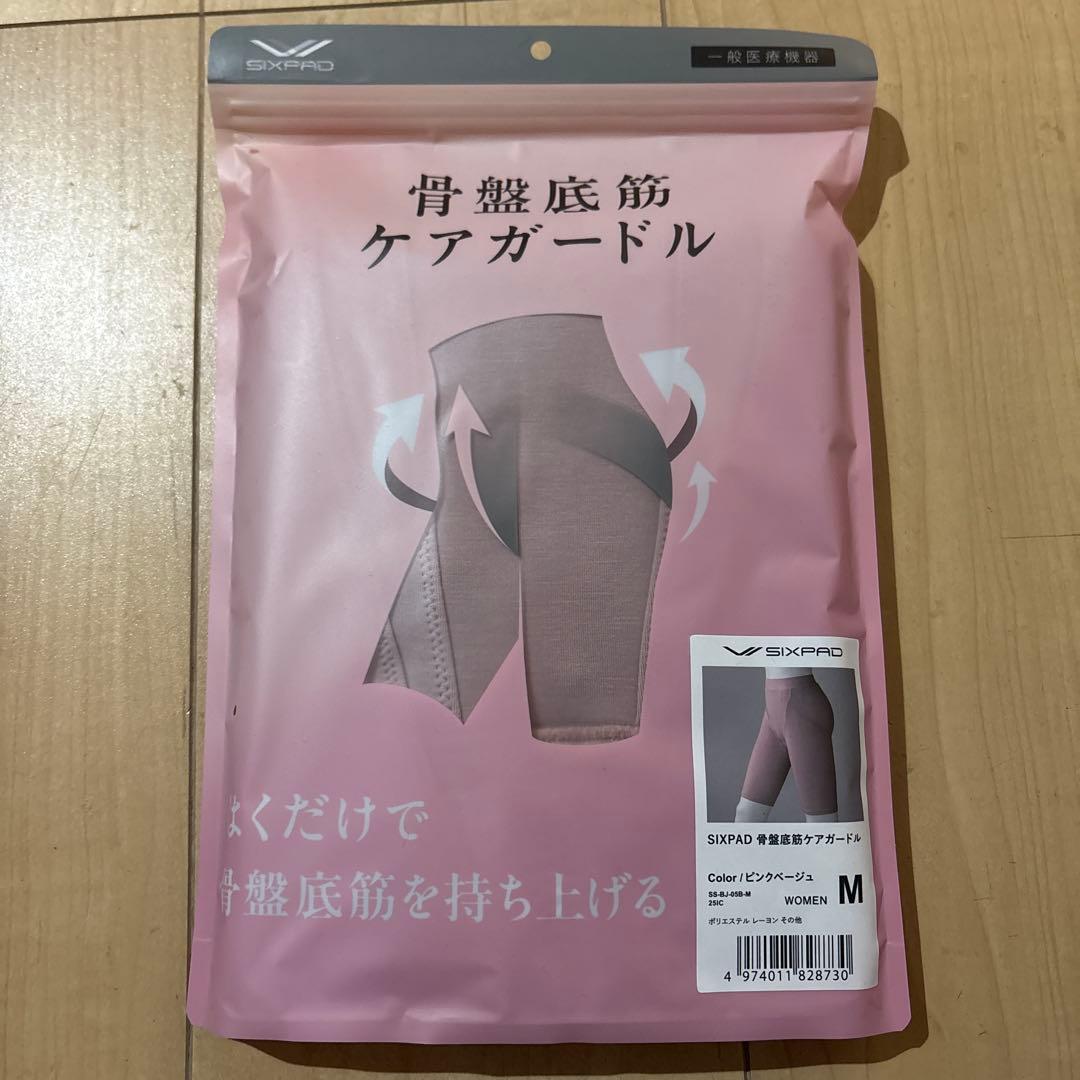 SIXPAD
一般医療機器
骨盤底筋
ケアガードル
はくだけで
骨盤底筋を持ち上げる
SIXPAD
SIXPAD 骨盤底筋ケアガードル
Color / ピンクベージュ
SS-BJ-05B-M
25IC
WOMEN M
ポリエステル レーヨン その他
4 974011 828730